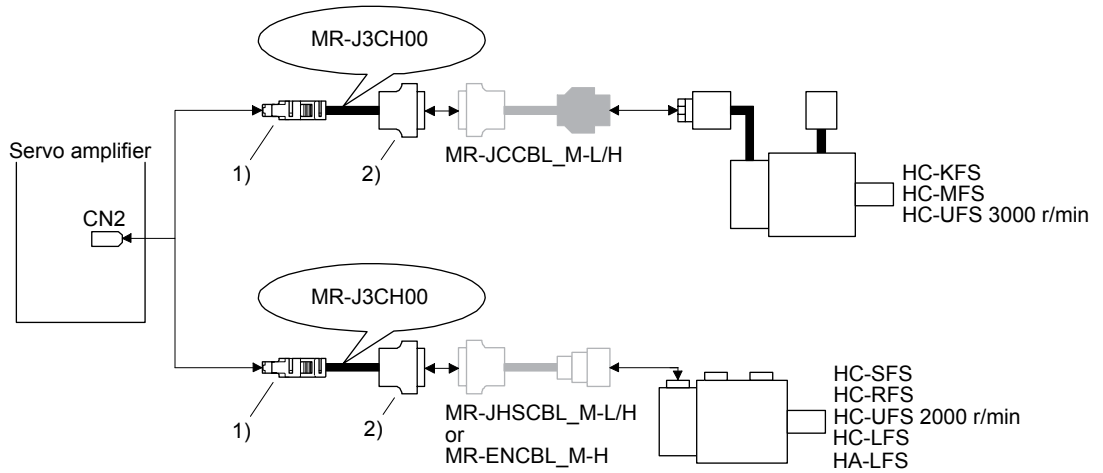 MR-J3CH00
Servo amplifier
CN2
1)
2)
MR-JCCBL_M-L/H
HC-KFS
HC-MFS
HC-UFS 3000 r/min
MR-J3CH00
1)
2)
MR-JHSCBL_M-L/H
or
MR-ENCBL_M-H
HC-SFS
HC-RFS
HC-UFS 2000 r/min
HC-LFS
HA-LFS